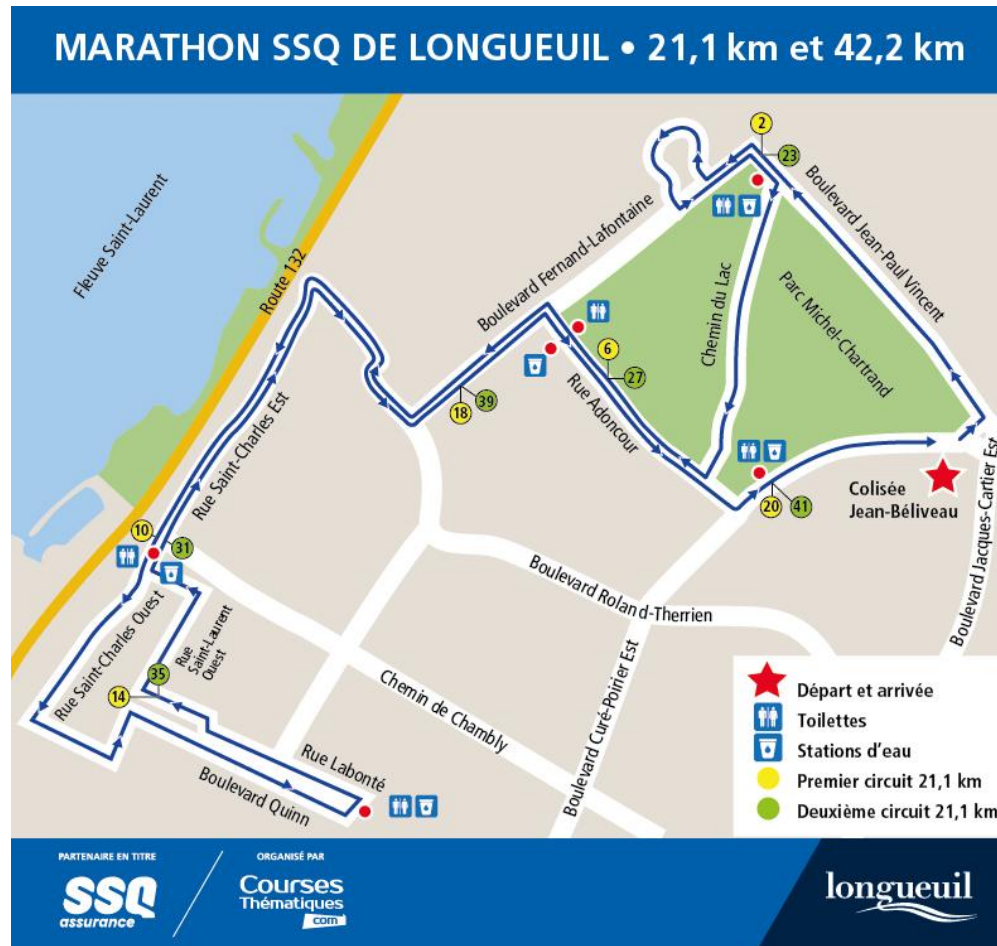 MARATHON SSQ DE LONGUEUIL • 21,1 km et 42,2 km
Fleuve Saint-Laurent
Route 132
2
23
Boulevard Fernand-Lafontaine
Boulevard Jean-Paul Vincent
Chemin du Lac
Parc Michel-Chartrand
6
27
Rue Adoncour
39
18
Rue Saint-Charles Est
20
41
Colisée
Jean-Béliveau
Boulevard Jacques-Cartier Est
10
31
Boulevard Roland-Therrien
Rue Saint-Charles Ouest
Rue
Saint-Laurent
Ouest
35
14
Chemin de Chambly
Boulevard Curé-Poirier Est
Rue Labonté
Boulevard Quinn
Départ et arrivée
Toilettes
Stations d'eau
Premier circuit 21,1 km
Deuxième circuit 21,1 km
PARTENAIRE EN TITRE
SSQ
assurance
ORGANISÉ PAR
Courses
Thématiques
com
longueuil